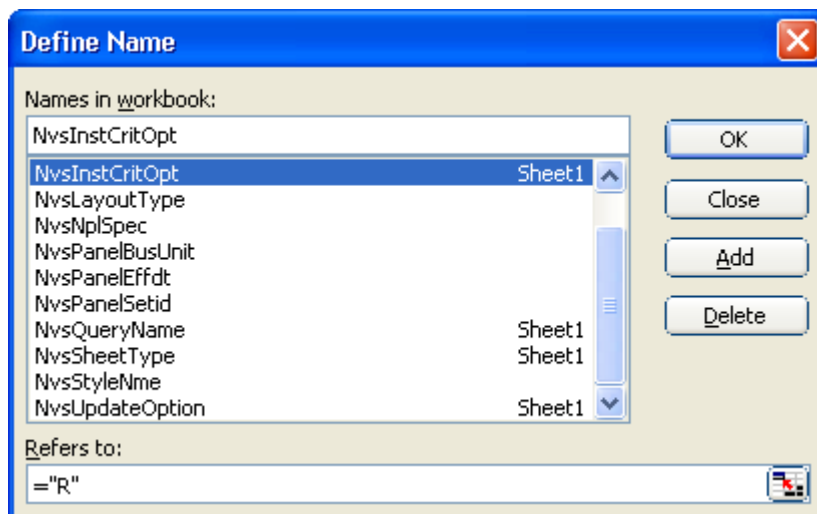 Define Name
Names in workbook:
NvsInstCritOpt
OK
NvsInstCritOpt Sheet1
NvsLayoutType
Close
NvsNplSpec
NvsPanelBusUnit
Add
NvsPanelEffdt
NvsPanelSetid
Delete
NvsQueryName Sheet1
NvsSheetType Sheet1
NvsStyleNme
NvsUpdateOption Sheet1
Refers to:
="R"